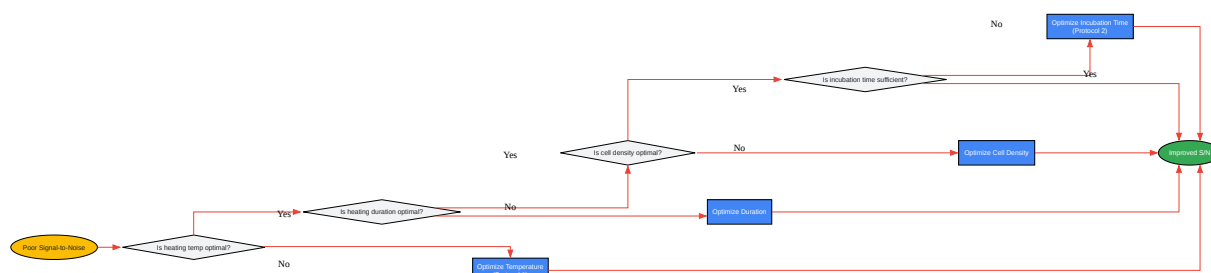 No
Optimize Incubation Time
(Protocol 2)
Is incubation time sufficient?
Yes
Yes
Yes
Is cell density optimal?
No
Optimize Cell Density
Improved S/N
Yes
Is heating duration optimal?
No
Optimize Duration
Poor Signal-to-Noise
Is heating temp optimal?
No
Optimize Temperature